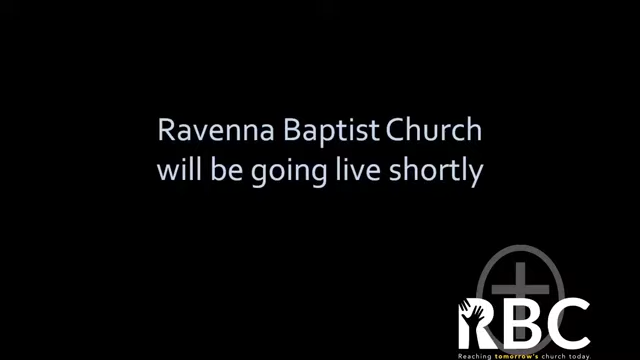 Ravenna Baptist Church
will be going live shortly
RBC
Reaching tomorrow's church today.